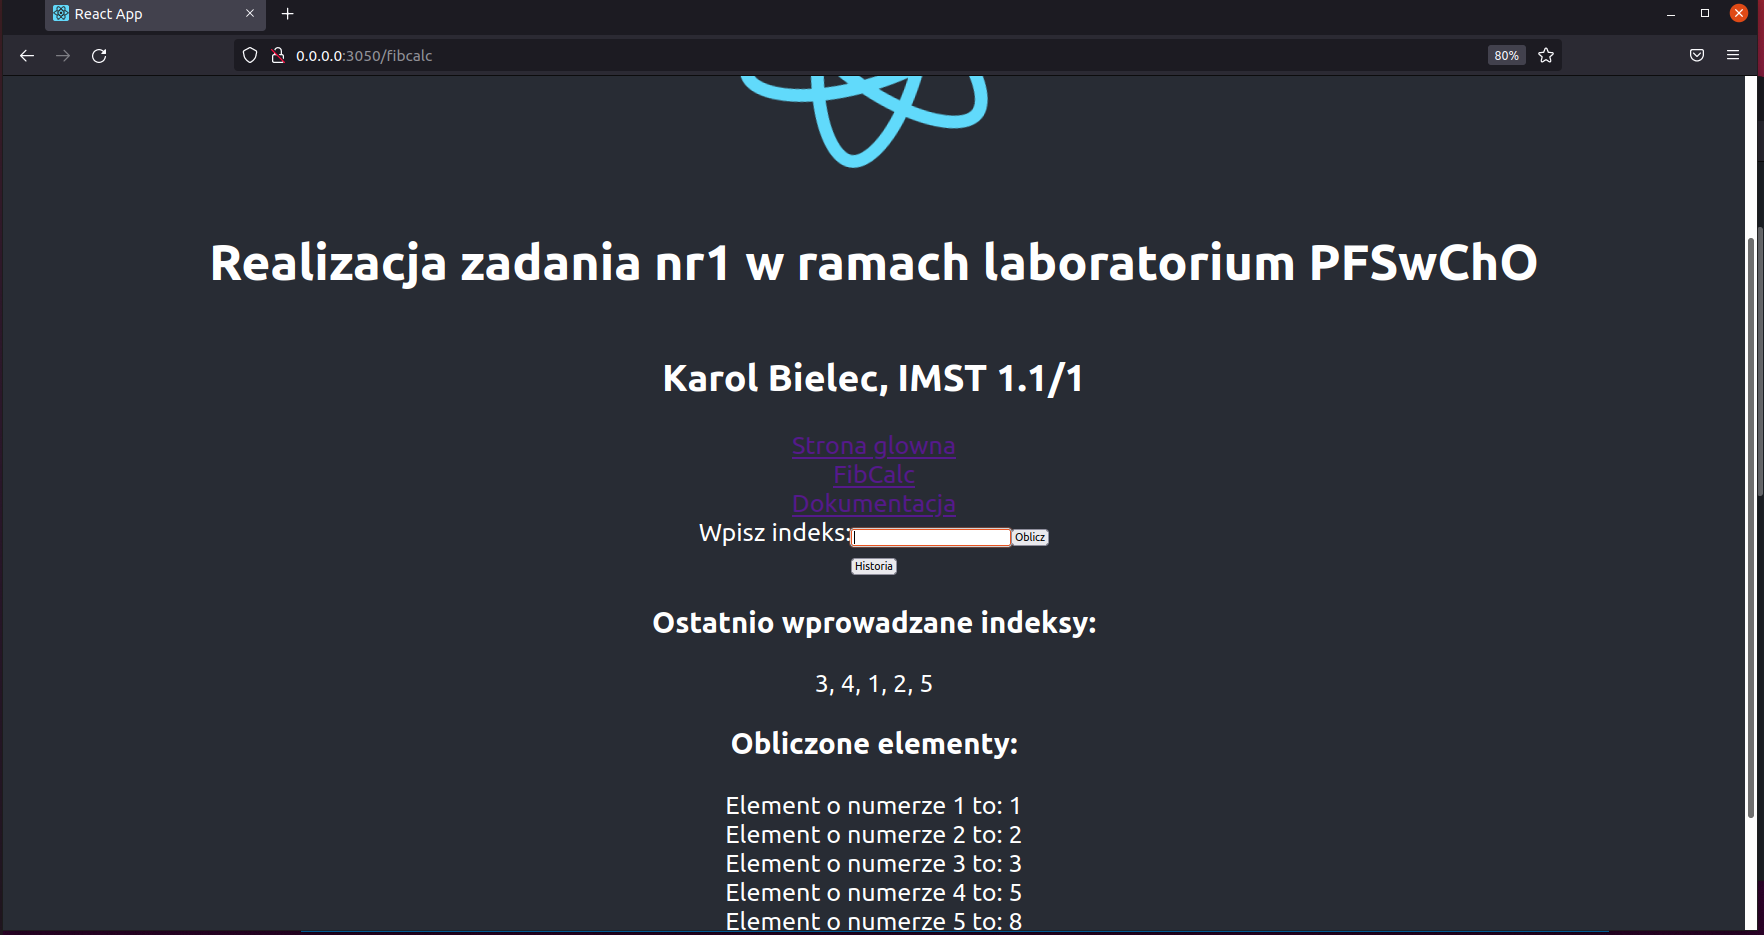 React App
0.0.0.0:3050/fibcalc
80%
Realizacja zadania nr1 w ramach laboratorium PFSwChO
Karol Bielec, IMST 1.1/1
Strona glowna
FibCalc
Dokumentacja
Wpisz indeks: Oblicz
Historia
Ostatnio wprowadzane indeksy:
3, 4, 1, 2, 5
Obliczone elementy:
Element o numerze 1 to: 1
Element o numerze 2 to: 2
Element o numerze 3 to: 3
Element o numerze 4 to: 5
Element o numerze 5 to: 8